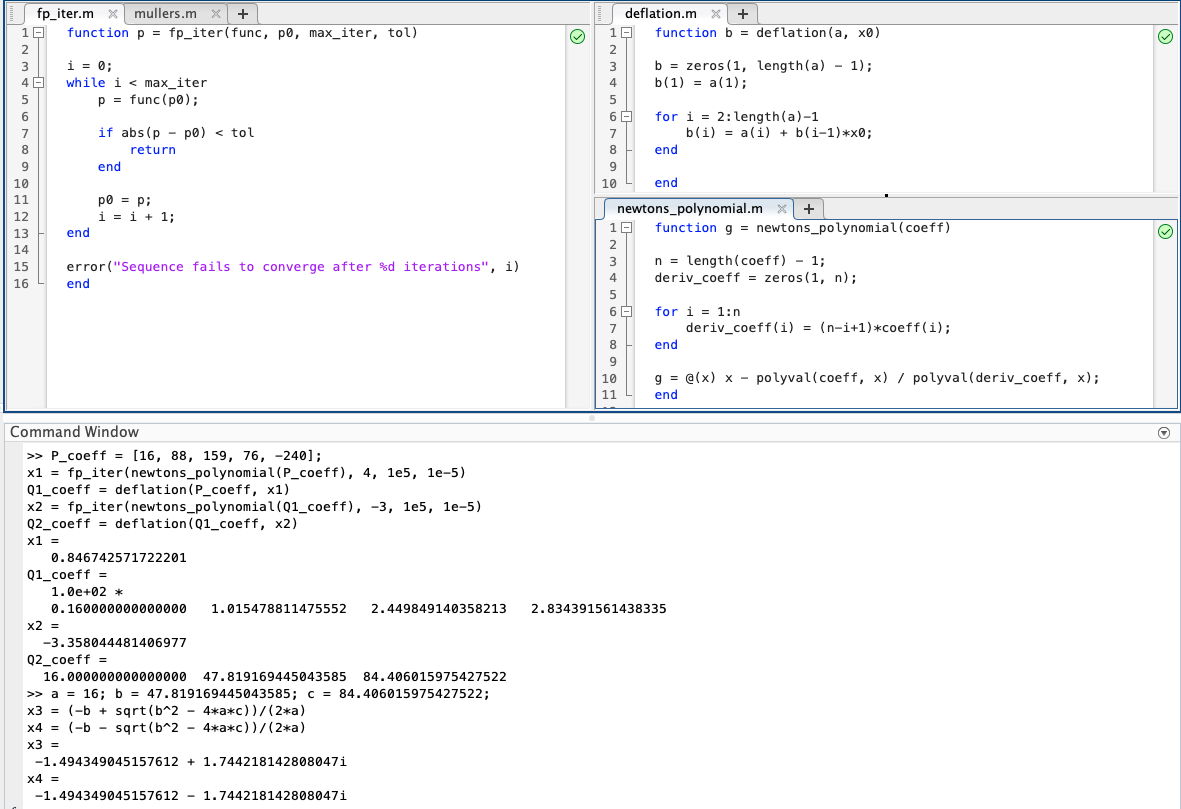 fp_iter.m × mullers.m × +
1 function p = fp_iter(func, p0, max_iter, tol)
2
3 i = 0;
4 while i < max_iter
5 p = func(p0);
6
7 if abs(p - p0) < tol
8 return
9 end
10
11 p0 = p;
12 i = i + 1;
13 end
14
15 error("Sequence fails to converge after %d iterations", i)
16 end
deflation.m × +
1 function b = deflation(a, x0)
2
3 b = zeros(1, length(a) - 1);
4 b(1) = a(1);
5
6 for i = 2:length(a)-1
7 b(i) = a(i) + b(i-1)*x0;
8 end
9
10 end
newtons_polynomial.m × +
1 function g = newtons_polynomial(coeff)
2
3 n = length(coeff) - 1;
4 deriv_coeff = zeros(1, n);
5
6 for i = 1:n
7 deriv_coeff(i) = (n-i+1)*coeff(i);
8 end
9
10 g = @(x) x - polyval(coeff, x) / polyval(deriv_coeff, x);
11 end
Command Window
>> P_coeff = [16, 88, 159, 76, -240];
x1 = fp_iter(newtons_polynomial(P_coeff), 4, 1e5, 1e-5)
Q1_coeff = deflation(P_coeff, x1)
x2 = fp_iter(newtons_polynomial(Q1_coeff), -3, 1e5, 1e-5)
Q2_coeff = deflation(Q1_coeff, x2)
x1 =
0.846742571722201
Q1_coeff =
1.0e+02 *
0.160000000000000 1.015478811475552 2.449849140358213 2.834391561438335
x2 =
-3.358044481406977
Q2_coeff =
16.000000000000000 47.819169445043585 84.406015975427522
>> a = 16; b = 47.819169445043585; c = 84.406015975427522;
x3 = (-b + sqrt(b^2 - 4*a*c))/(2*a)
x4 = (-b - sqrt(b^2 - 4*a*c))/(2*a)
x3 =
-1.494349045157612 + 1.744218142808047i
x4 =
-1.494349045157612 - 1.744218142808047i